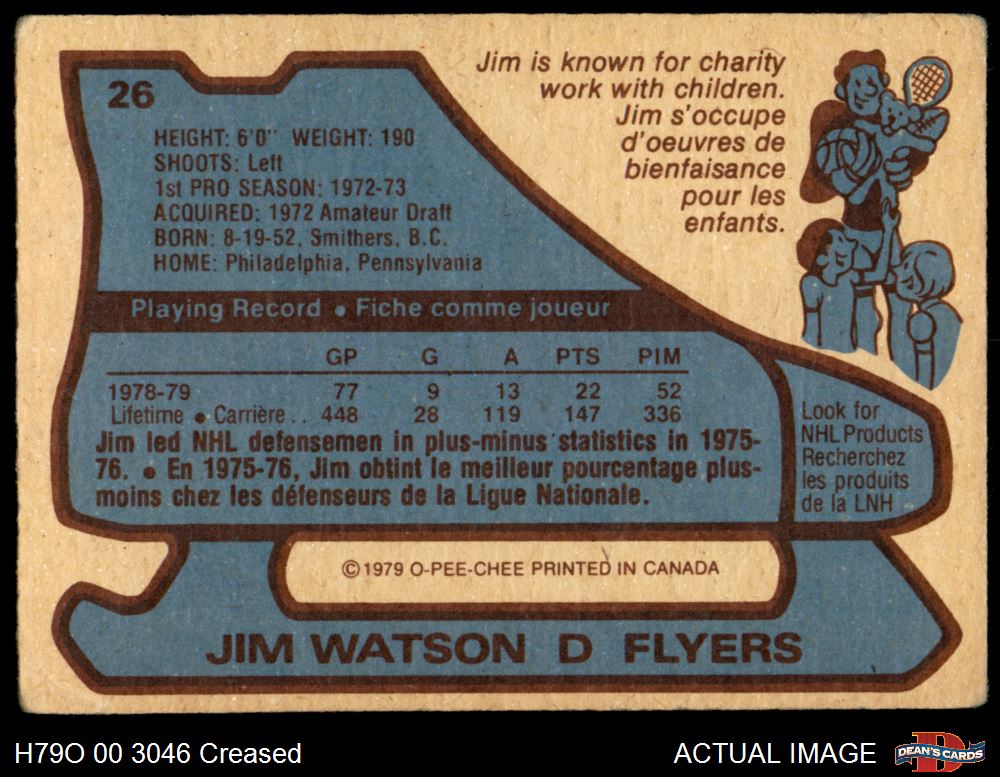 26
Jim is known for charity
work with children.
Jim s'occupe
d'oeuvres de
bienfaisance
pour les
enfants.
HEIGHT: 6'0" WEIGHT: 190
SHOOTS: Left
1st PRO SEASON: 1972-73
ACQUIRED: 1972 Amateur Draft
BORN: 8-19-52, Smithers, B.C.
HOME: Philadelphia, Pennsylvania
Playing Record • Fiche comme joueur
GP G A PTS PIM
1978-79 77 9 13 22 52
Lifetime • Carrière . . 448 28 119 147 336
Jim led NHL defensemen in plus-minus statistics in 1975-
76. • En 1975-76, Jim obtint le meilleur pourcentage plus-
moins chez les défenseurs de la Ligue Nationale.
Look for
NHL Products
Recherchez
les produits
de la LNH
© 1979 O-PEE-CHEE PRINTED IN CANADA
JIM WATSON D FLYERS
H79O 00 3046 Creased
ACTUAL IMAGE
DEAN'S CARDS